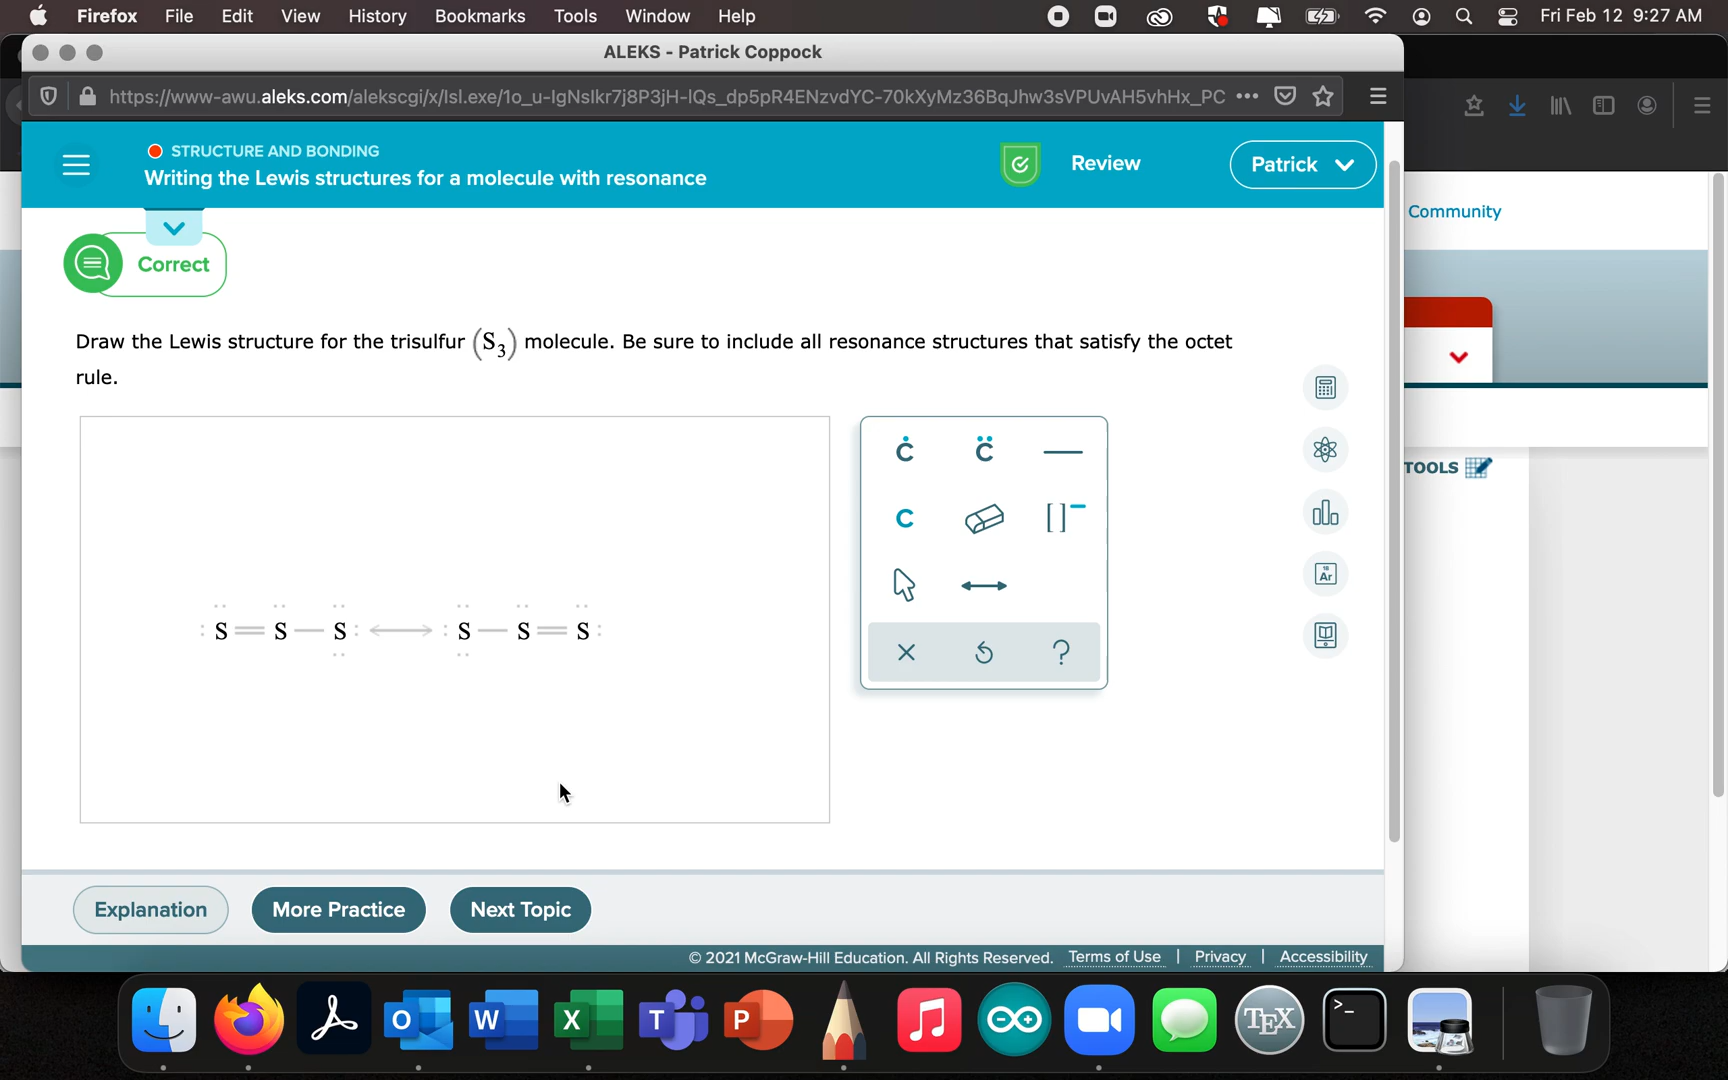 Firefox File Edit View History Bookmarks Tools Window Help Fri Feb 12 9:27 AM
ALEKS - Patrick Coppock
https://www-awu.aleks.com/alekscgi/x/Isl.exe/1o_u-IgNslkr7j8P3jH-lQs_dp5pR4ENzvdYC-70kXyMz36BqJhw3sVPUvAH5vhHx_PC
STRUCTURE AND BONDING
Writing the Lewis structures for a molecule with resonance
Review
Patrick
Community
Correct
Draw the Lewis structure for the trisulfur (S₃) molecule. Be sure to include all resonance structures that satisfy the octet
rule.
TOOLS
C C
C [ ]⁻
18
Ar
S S S S S S
?
Explanation More Practice Next Topic
© 2021 McGraw-Hill Education. All Rights Reserved. Terms of Use | Privacy | Accessibility
O W X T P TEX >_